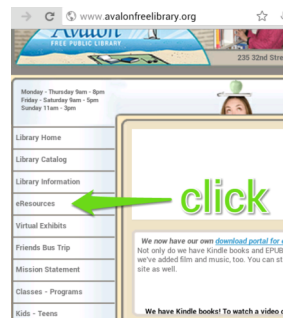 www.avalonfreelibrary.org
Avalon
FREE PUBLIC LIBRARY
235 32nd Stre
Monday - Thursday 9am - 8pm
Friday - Saturday 9am - 5pm
Sunday 11am - 3pm
Library Home
Library Catalog
Library Information
eResources
click
Virtual Exhibits
Friends Bus Trip
Mission Statement
Classes - Programs
Kids - Teens
We now have our own download portal for e
Not only do we have Kindle books and EPUB
we've added film and music, too. You can st
site as well.
We have Kindle books! To watch a video o